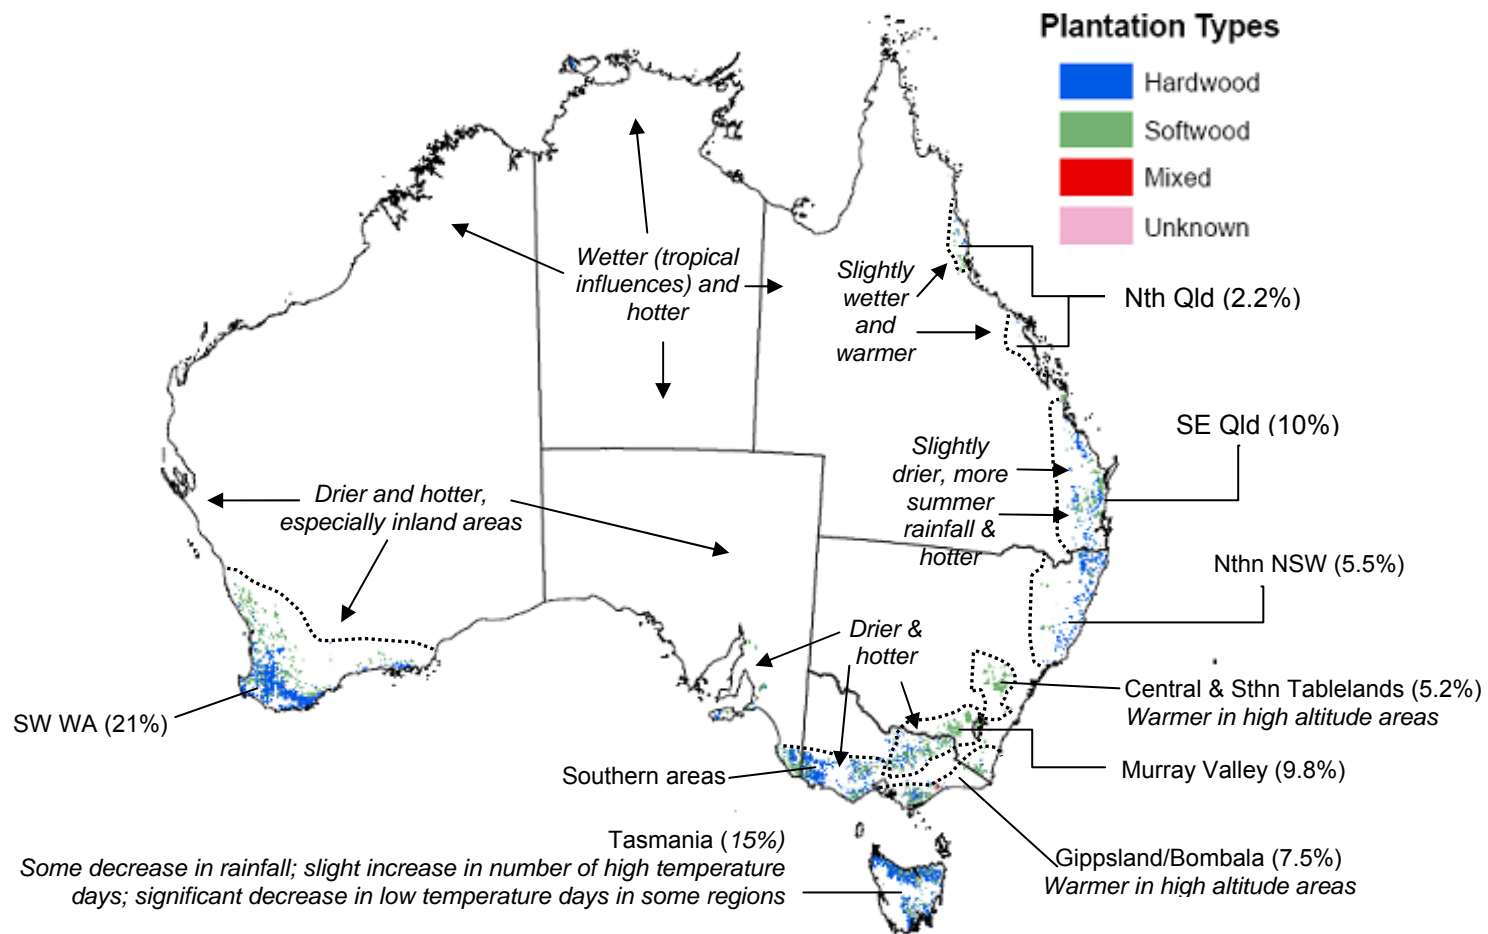 Plantation Types
Hardwood
Softwood
Mixed
Unknown
Wetter (tropical
influences) and
hotter
Slightly
wetter
and
warmer
Nth Qld (2.2%)
SE Qld (10%)
Slightly
drier, more
summer
rainfall &
hotter
Drier and hotter,
especially inland areas
Nthn NSW (5.5%)
Drier &
hotter
Central & Sthn Tablelands (5.2%)
Warmer in high altitude areas
SW WA (21%)
Southern areas
Murray Valley (9.8%)
Tasmania (15%)
Some decrease in rainfall; slight increase in number of high temperature
days; significant decrease in low temperature days in some regions
Gippsland/Bombala (7.5%)
Warmer in high altitude areas